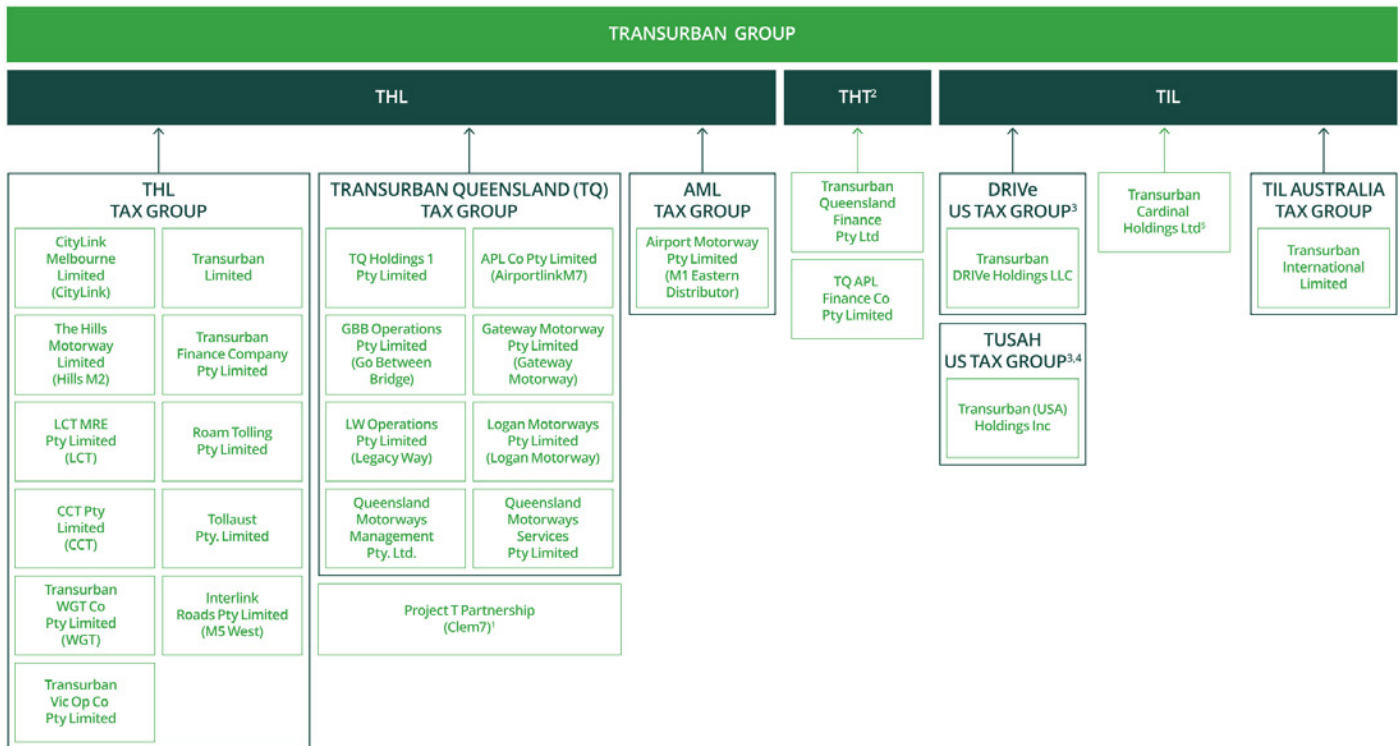 TRANSURBAN GROUP
THL
THT²
TIL
THL
TAX GROUP
CityLink
Melbourne
Limited
(CityLink)
Transurban
Limited
The Hills
Motorway
Limited
(Hills M2)
Transurban
Finance Company
Pty Limited
LCT MRE
Pty Limited
(LCT)
Roam Tolling
Pty Limited
CCT Pty
Limited
(CCT)
Tollaust
Pty. Limited
Transurban
WGT Co
Pty Limited
(WGT)
Interlink
Roads Pty Limited
(M5 West)
Transurban
Vic Op Co
Pty Limited
TRANSURBAN QUEENSLAND (TQ)
TAX GROUP
TQ Holdings 1
Pty Limited
APL Co Pty Limited
(AirportlinkM7)
GBB Operations
Pty Limited
(Go Between
Bridge)
Gateway Motorway
Pty Limited
(Gateway
Motorway)
LW Operations
Pty Limited
(Legacy Way)
Logan Motorways
Pty Limited
(Logan Motorway)
Queensland
Motorways
Management
Pty. Ltd.
Queensland
Motorways
Services
Pty Limited
Project T Partnership
(Clem7)¹
AML
TAX GROUP
Airport Motorway
Pty Limited
(M1 Eastern
Distributor)
Transurban
Queensland
Finance
Pty Ltd
TQ APL
Finance Co
Pty Limited
DRIVe
US TAX GROUP³
Transurban
DRIVe Holdings LLC
TUSAH
US TAX GROUP³,⁴
Transurban (USA)
Holdings Inc
Transurban
Cardinal
Holdings Ltd⁵
TIL AUSTRALIA
TAX GROUP
Transurban
International
Limited